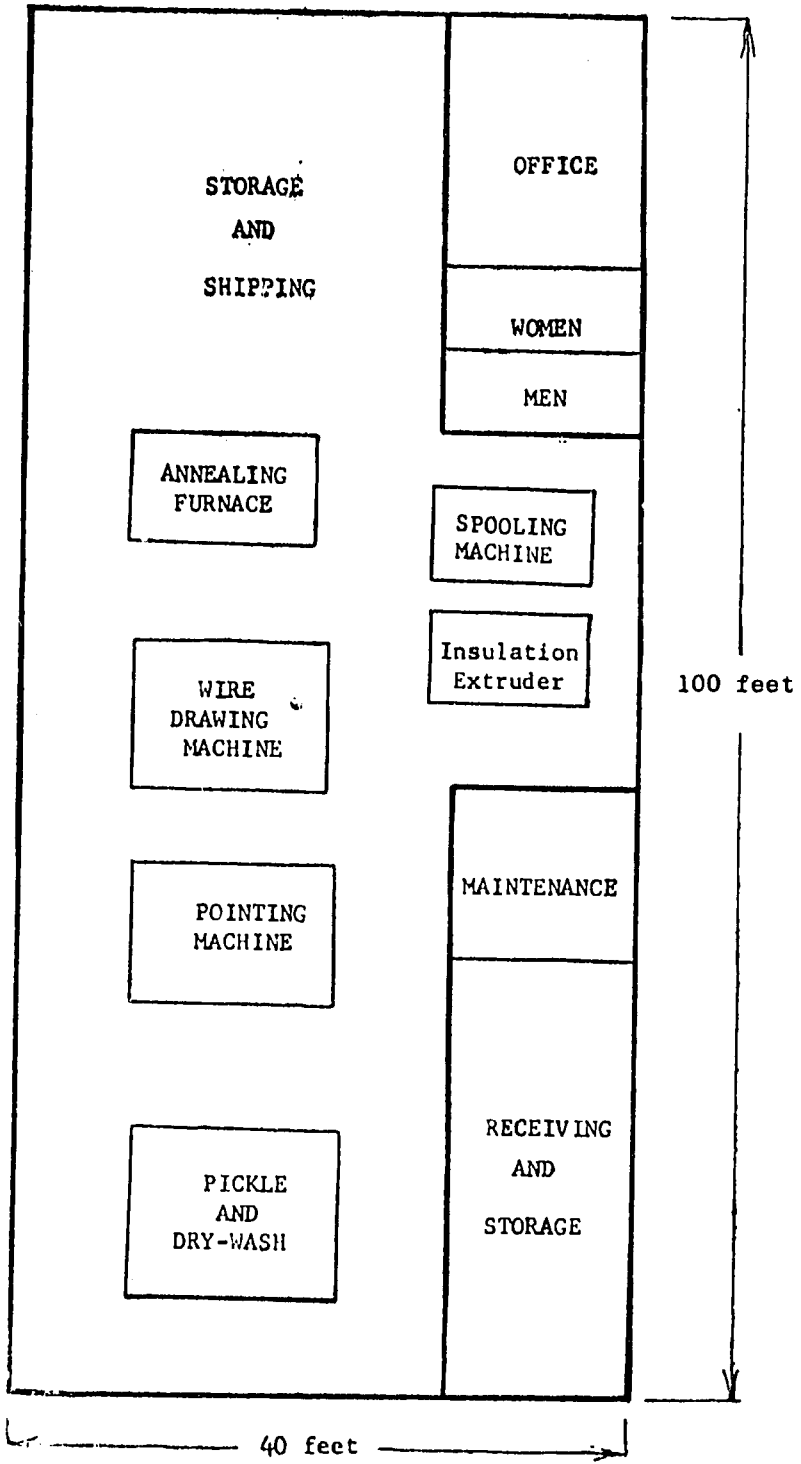 OFFICE
STORAGE
AND
SHIPPING
WOMEN
MEN
ANNEALING
FURNACE
SPOOLING
MACHINE
Insulation
Extruder
WIRE
DRAWING
MACHINE
100 feet
MAINTENANCE
POINTING
MACHINE
RECEIVING
AND
STORAGE
PICKLE
AND
DRY-WASH
40 feet